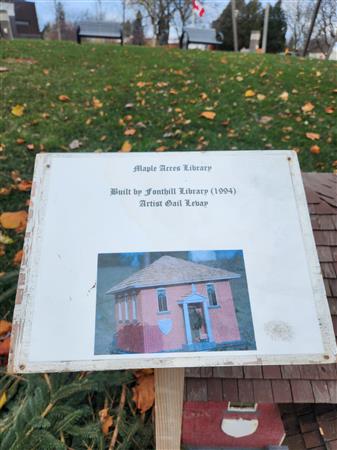 Maple Acres Library
Built by Fonthill Library (1994)
Artist Gail Levay